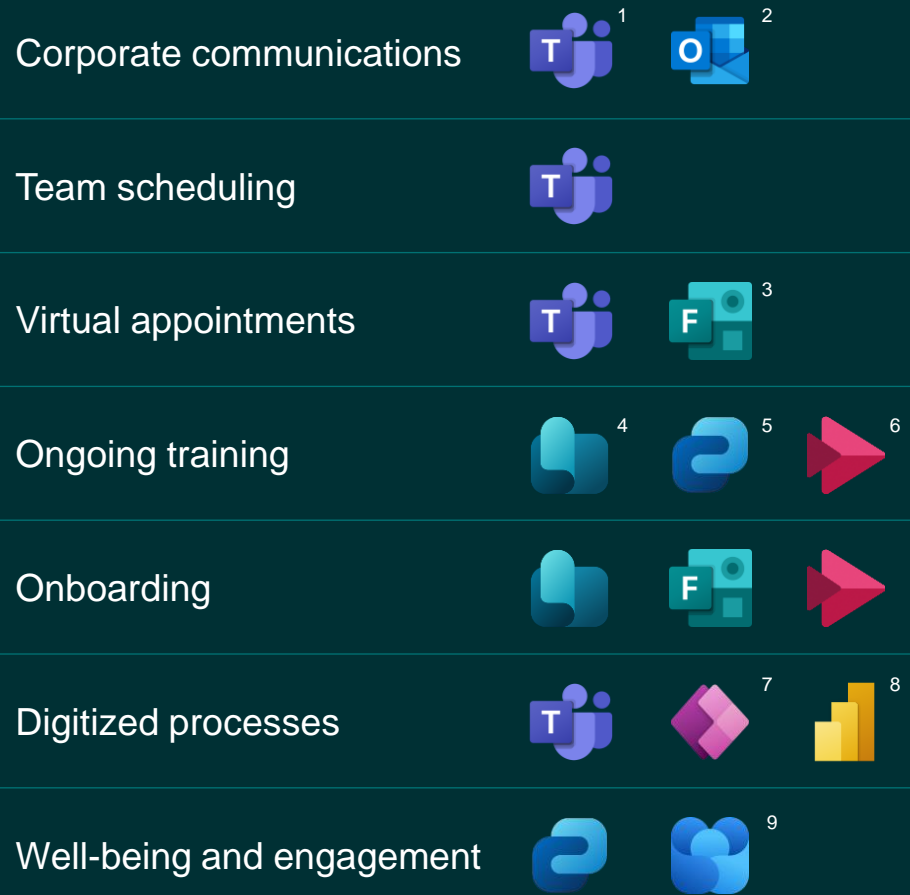 Corporate communications T 1 O 2
Team scheduling T
Virtual appointments T F 3
Ongoing training 4 5 6
Onboarding F
Digitized processes T 7 8
Well-being and engagement 9